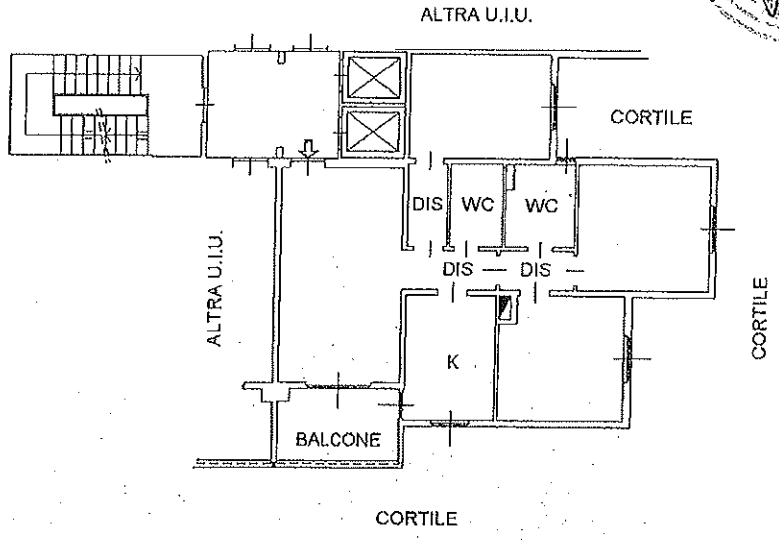 ALTRA U.I.U.
CORTILE
DIS
WC
WC
DIS
DIS
ALTRA U.I.U.
CORTILE
K
BALCONE
CORTILE